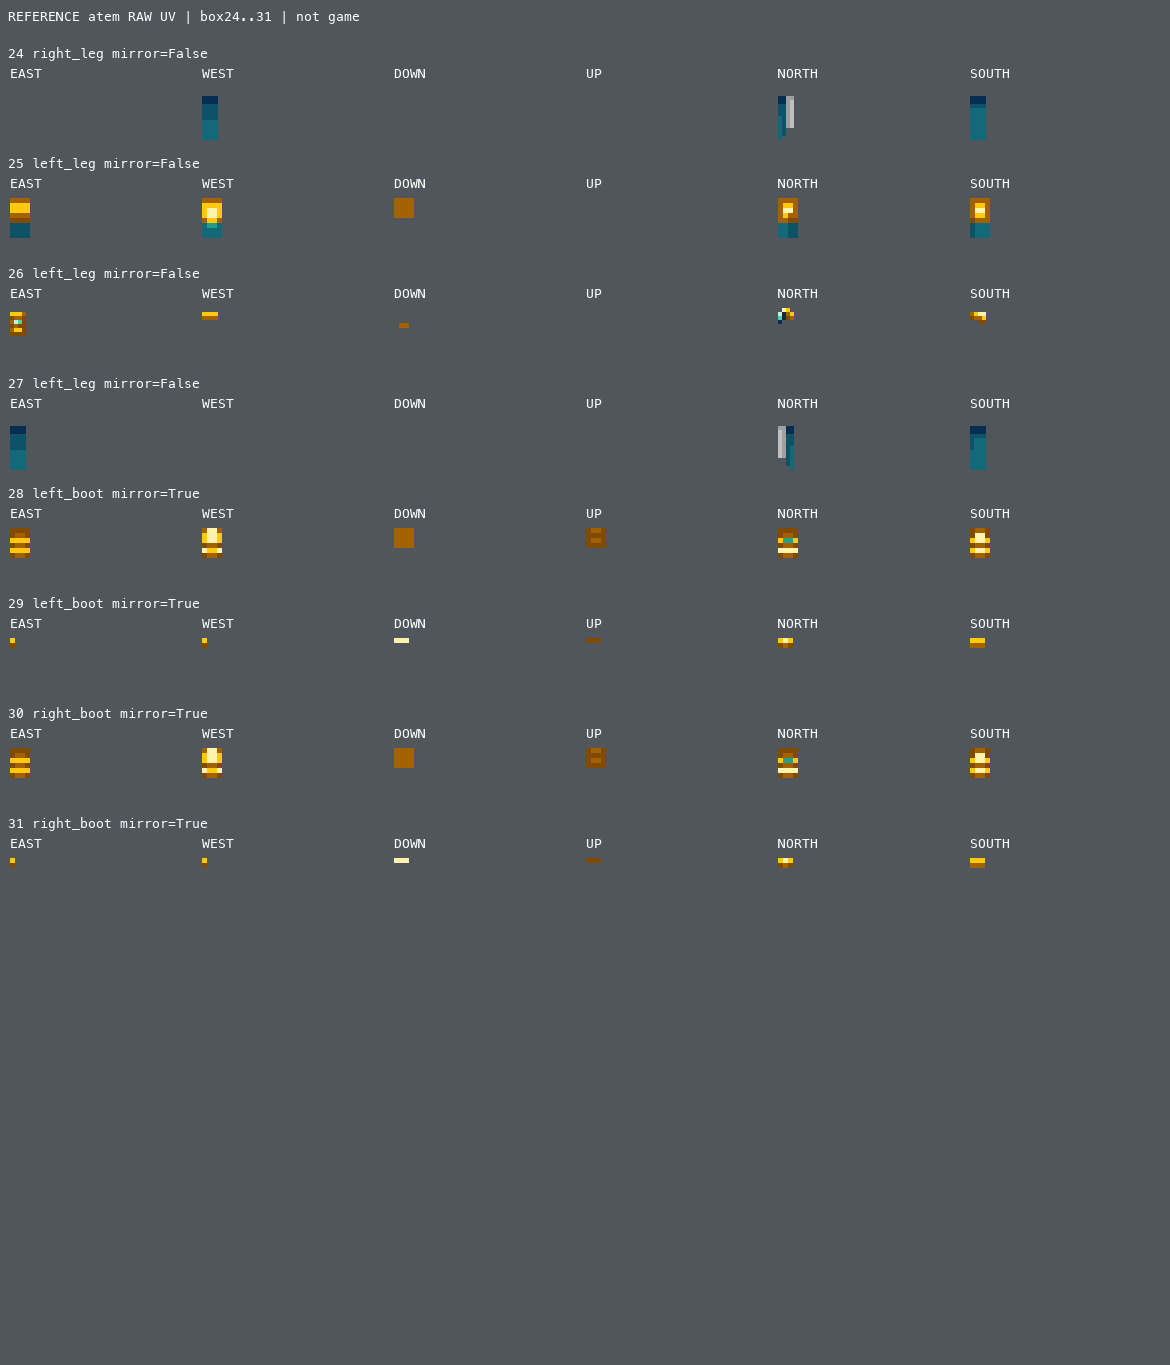 REFERENCE atem RAW UV | box24..31 | not game
24 right_leg mirror=False
EAST WEST DOWN UP NORTH SOUTH
25 left_leg mirror=False
EAST WEST DOWN UP NORTH SOUTH
26 left_leg mirror=False
EAST WEST DOWN UP NORTH SOUTH
27 left_leg mirror=False
EAST WEST DOWN UP NORTH SOUTH
28 left_boot mirror=True
EAST WEST DOWN UP NORTH SOUTH
29 left_boot mirror=True
EAST WEST DOWN UP NORTH SOUTH
30 right_boot mirror=True
EAST WEST DOWN UP NORTH SOUTH
31 right_boot mirror=True
EAST WEST DOWN UP NORTH SOUTH